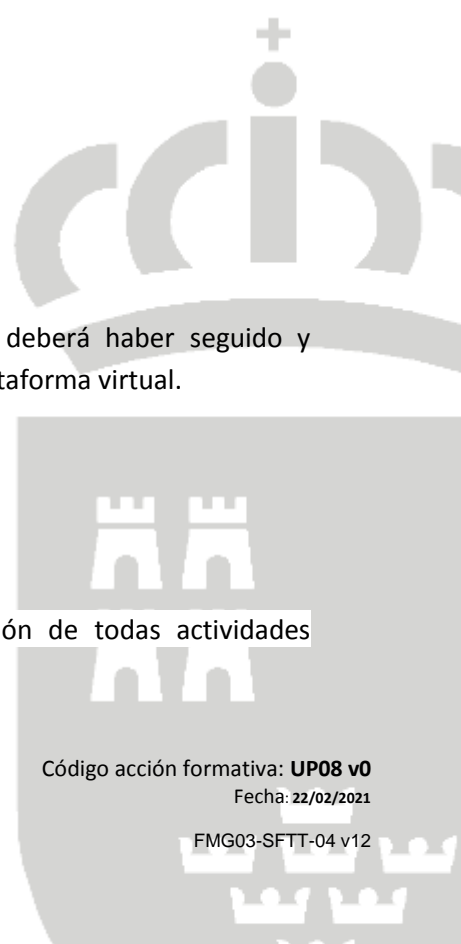 deberá haber seguido y
taforma virtual.
ón de todas actividades
Código acción formativa: UP08 v0
Fecha: 22/02/2021
FMG03-SFTT-04 v12